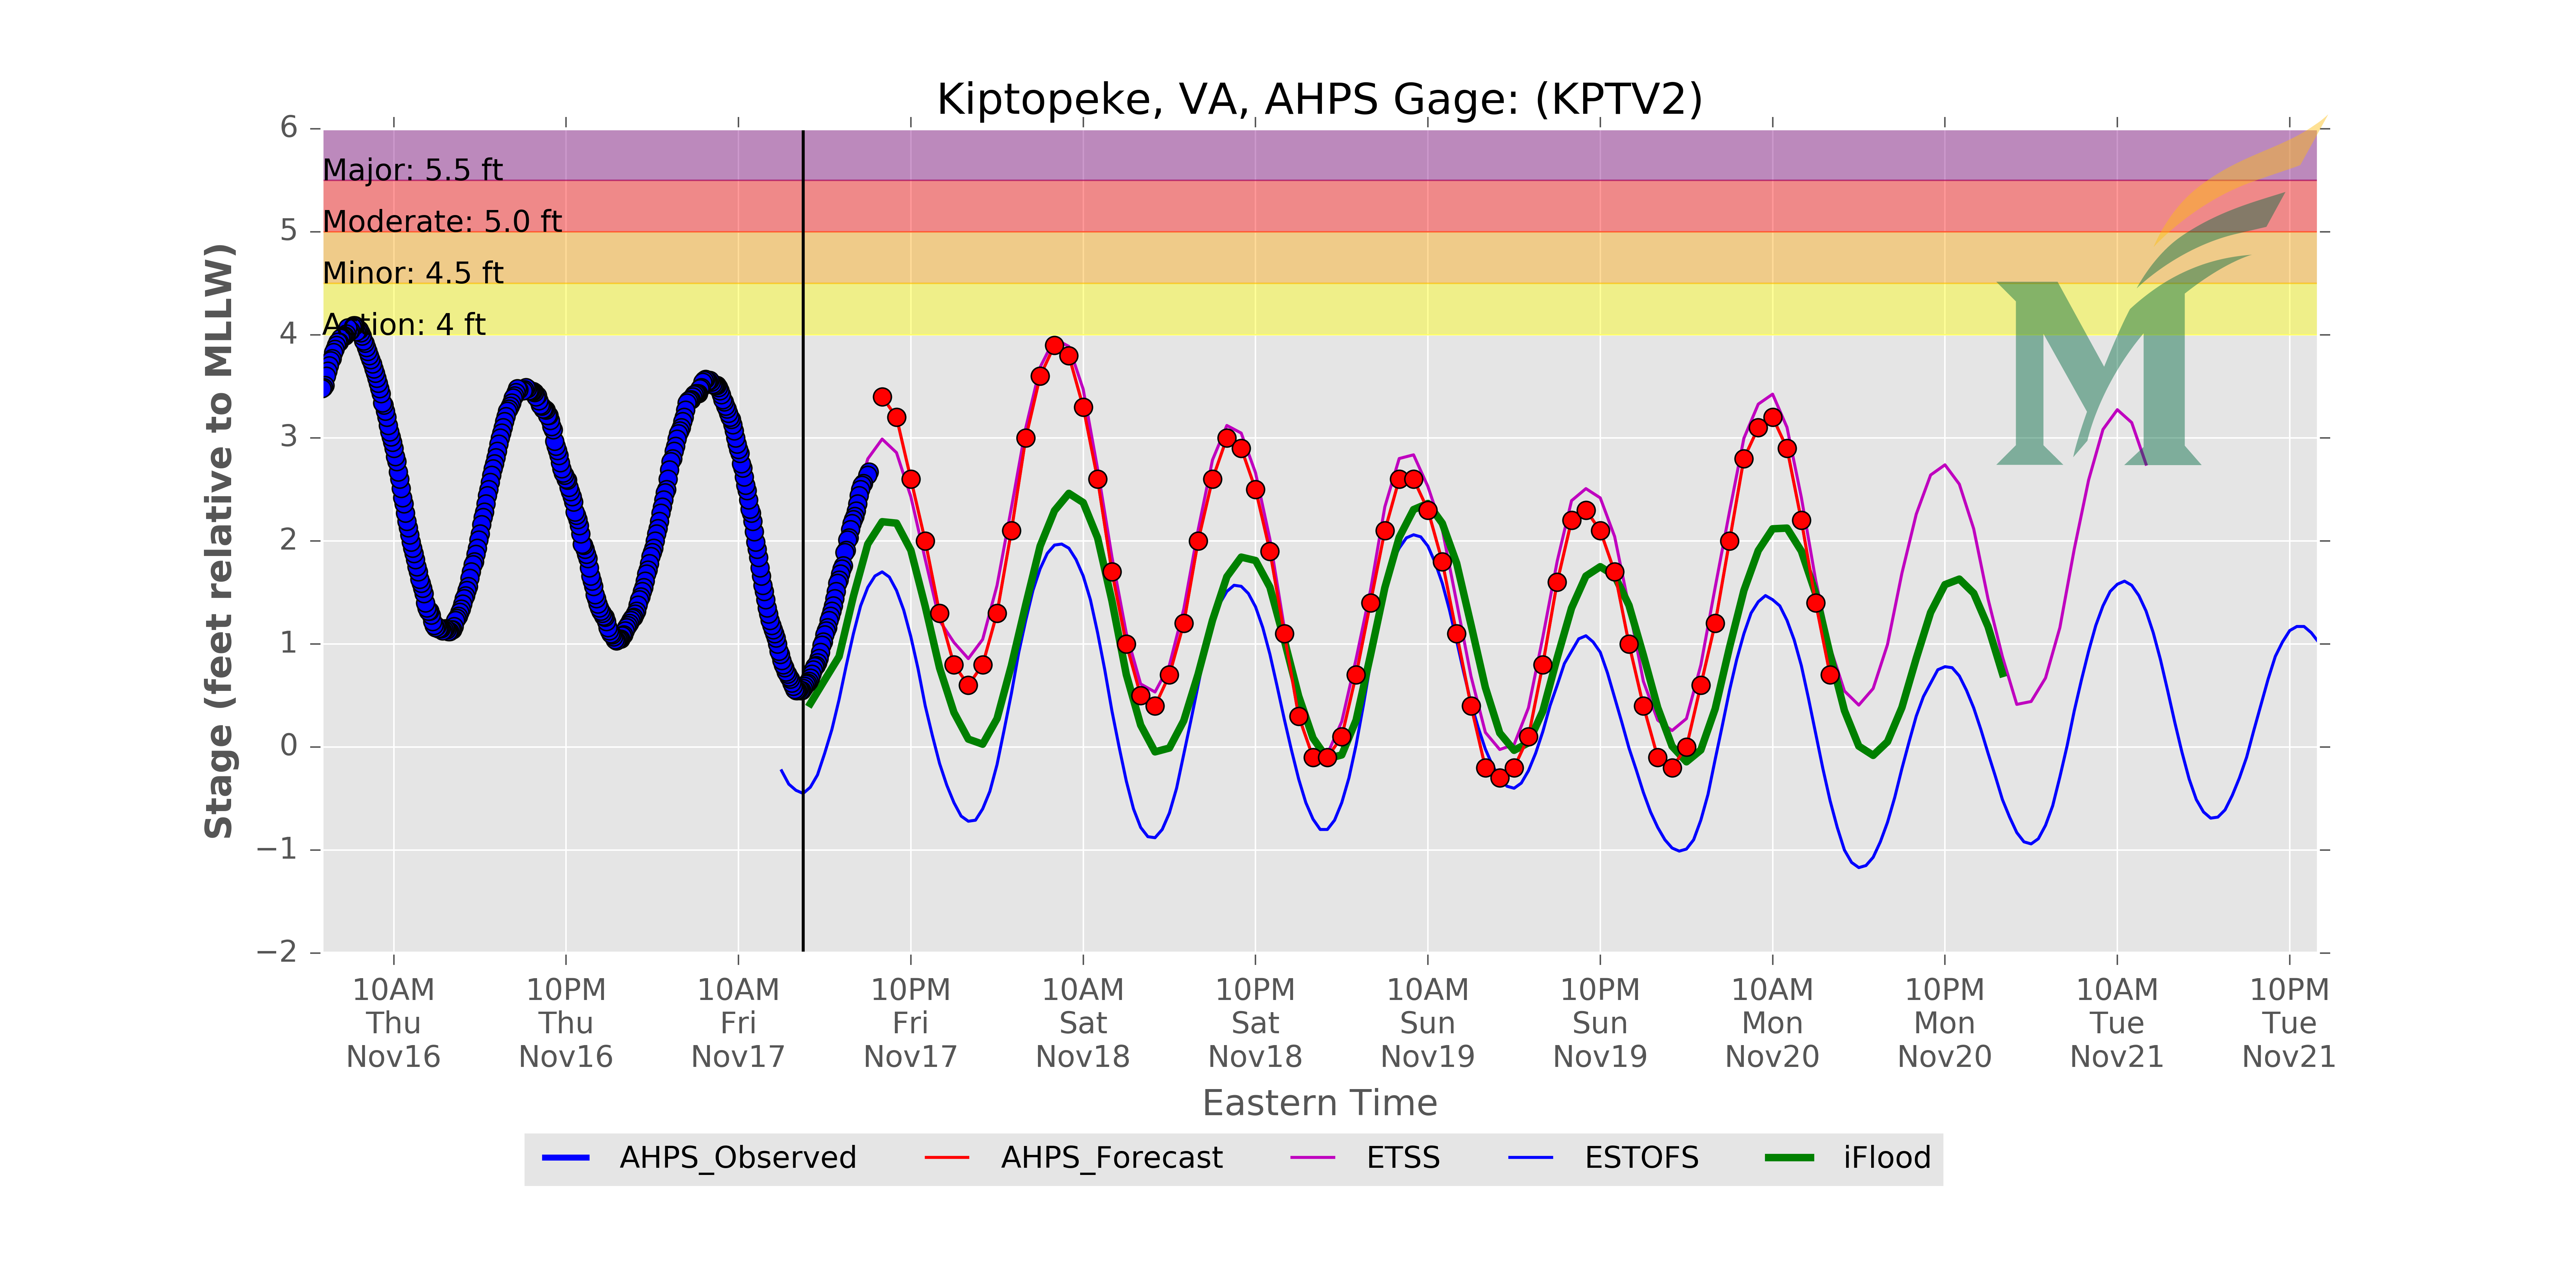 Kiptopeke, VA, AHPS Gage: (KPTV2)
6
5
4
3
2
1
0
−1
−2
Stage (feet relative to MLLW)
Major: 5.5 ft
Moderate: 5.0 ft
Minor: 4.5 ft
Action: 4 ft
M
10AM 10PM 10AM 10PM 10AM 10PM 10AM 10PM 10AM 10PM 10AM 10PM
Thu Thu Fri Fri Sat Sat Sun Sun Mon Mon Tue Tue
Nov16 Nov16 Nov17 Nov17 Nov18 Nov18 Nov19 Nov19 Nov20 Nov20 Nov21 Nov21
Eastern Time
AHPS_Observed AHPS_Forecast ETSS ESTOFS iFlood